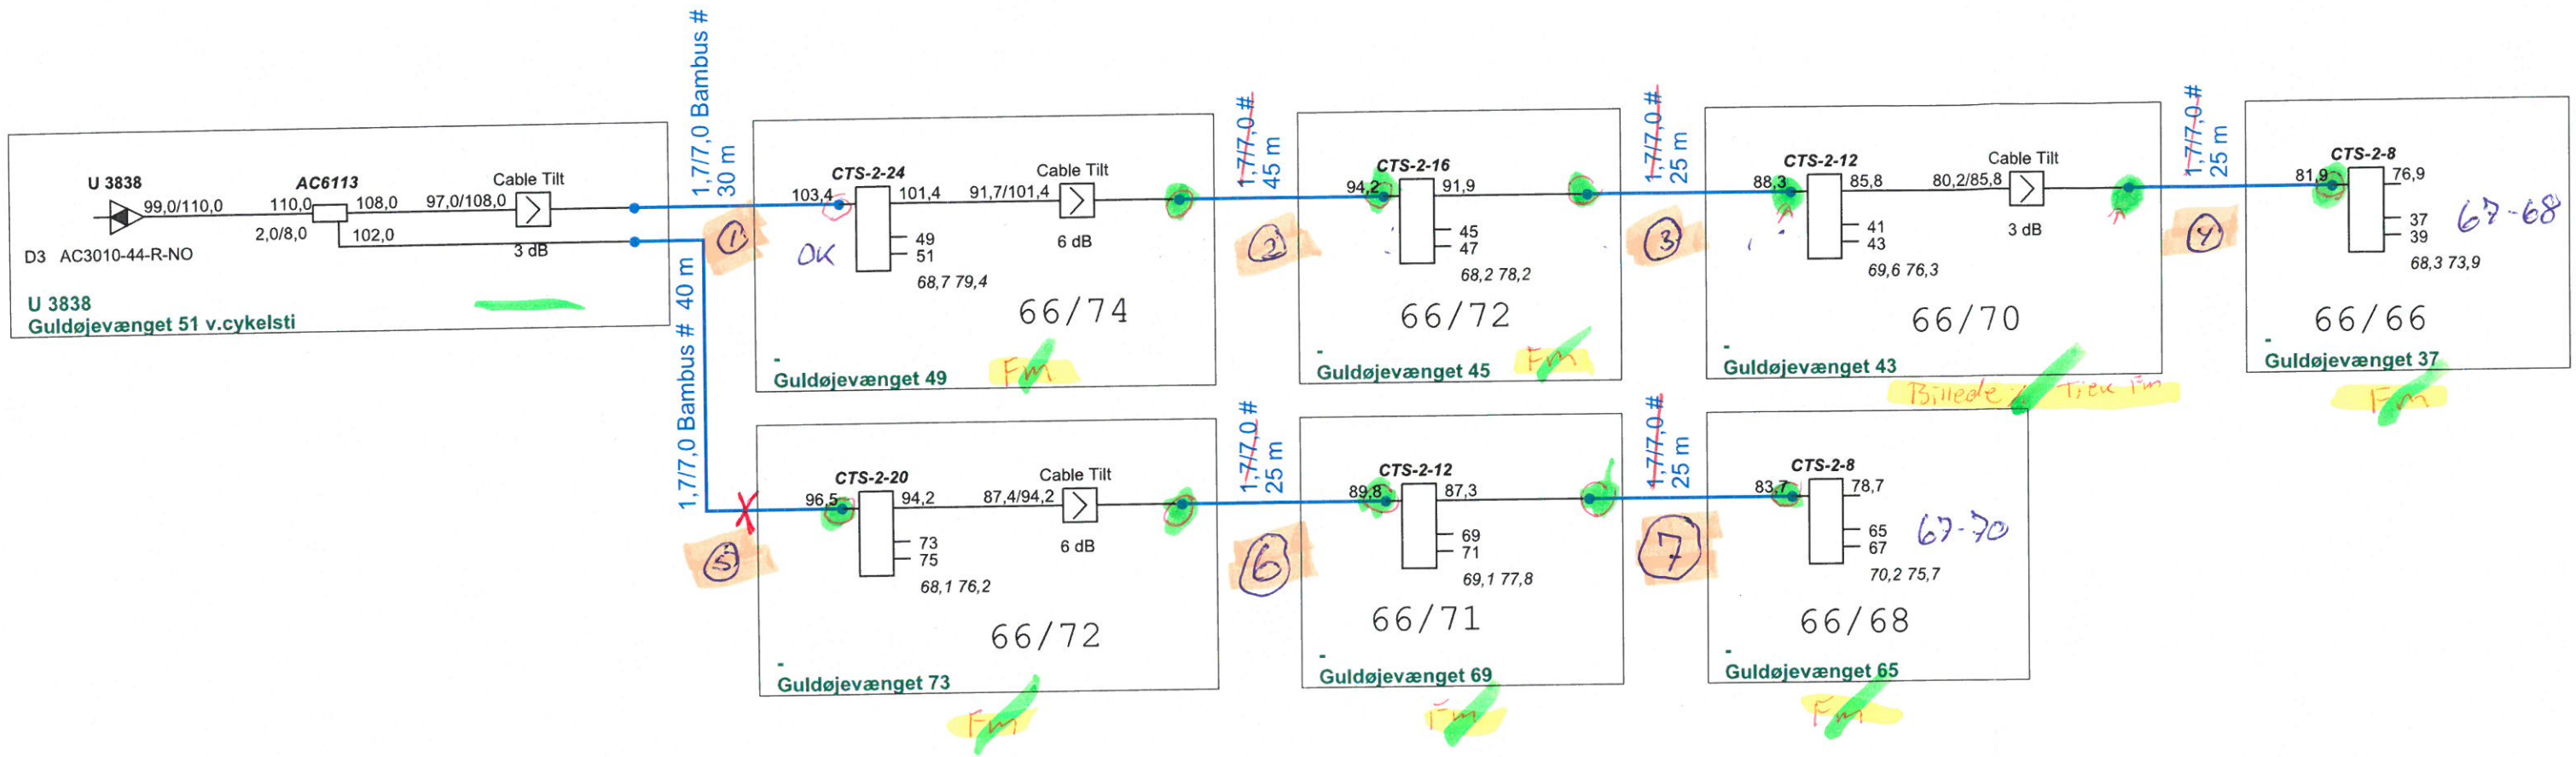 U 3838
99,0/110,0
D3 AC3010-44-R-NO
AC6113
110,0
108,0
2,0/8,0
102,0
97,0/108,0
Cable Tilt
3 dB
U 3838
Guldøjevænget 51 v.cykelsti
1,7/7,0 Bambus #
30 m
1
1,7/7,0 Bambus # 40 m
CTS-2-24
103,4
101,4
OK
49
51
68,7 79,4
91,7/101,4
Cable Tilt
6 dB
66/74
-
Guldøjevænget 49
Fm
1,7/7,0 #
45 m
2
CTS-2-16
94,2
91,9
45
47
68,2 78,2
66/72
-
Guldøjevænget 45
Fm
1,7/7,0 #
25 m
3
CTS-2-12
88,3
85,8
41
43
69,6 76,3
80,2/85,8
Cable Tilt
3 dB
66/70
-
Guldøjevænget 43
Billede
Fm
1,7/7,0 #
25 m
4
CTS-2-8
81,9
76,9
37
39
67-68
68,3 73,9
66/66
-
Guldøjevænget 37
Fm
5
CTS-2-20
96,5
94,2
73
75
68,1 76,2
87,4/94,2
Cable Tilt
6 dB
66/72
-
Guldøjevænget 73
Fm
1,7/7,0 #
25 m
6
CTS-2-12
89,8
87,3
69
71
69,1 77,8
66/71
-
Guldøjevænget 69
Fm
1,7/7,0 #
25 m
7
CTS-2-8
83,7
78,7
65
67
67-70
70,2 75,7
66/68
-
Guldøjevænget 65
Fm